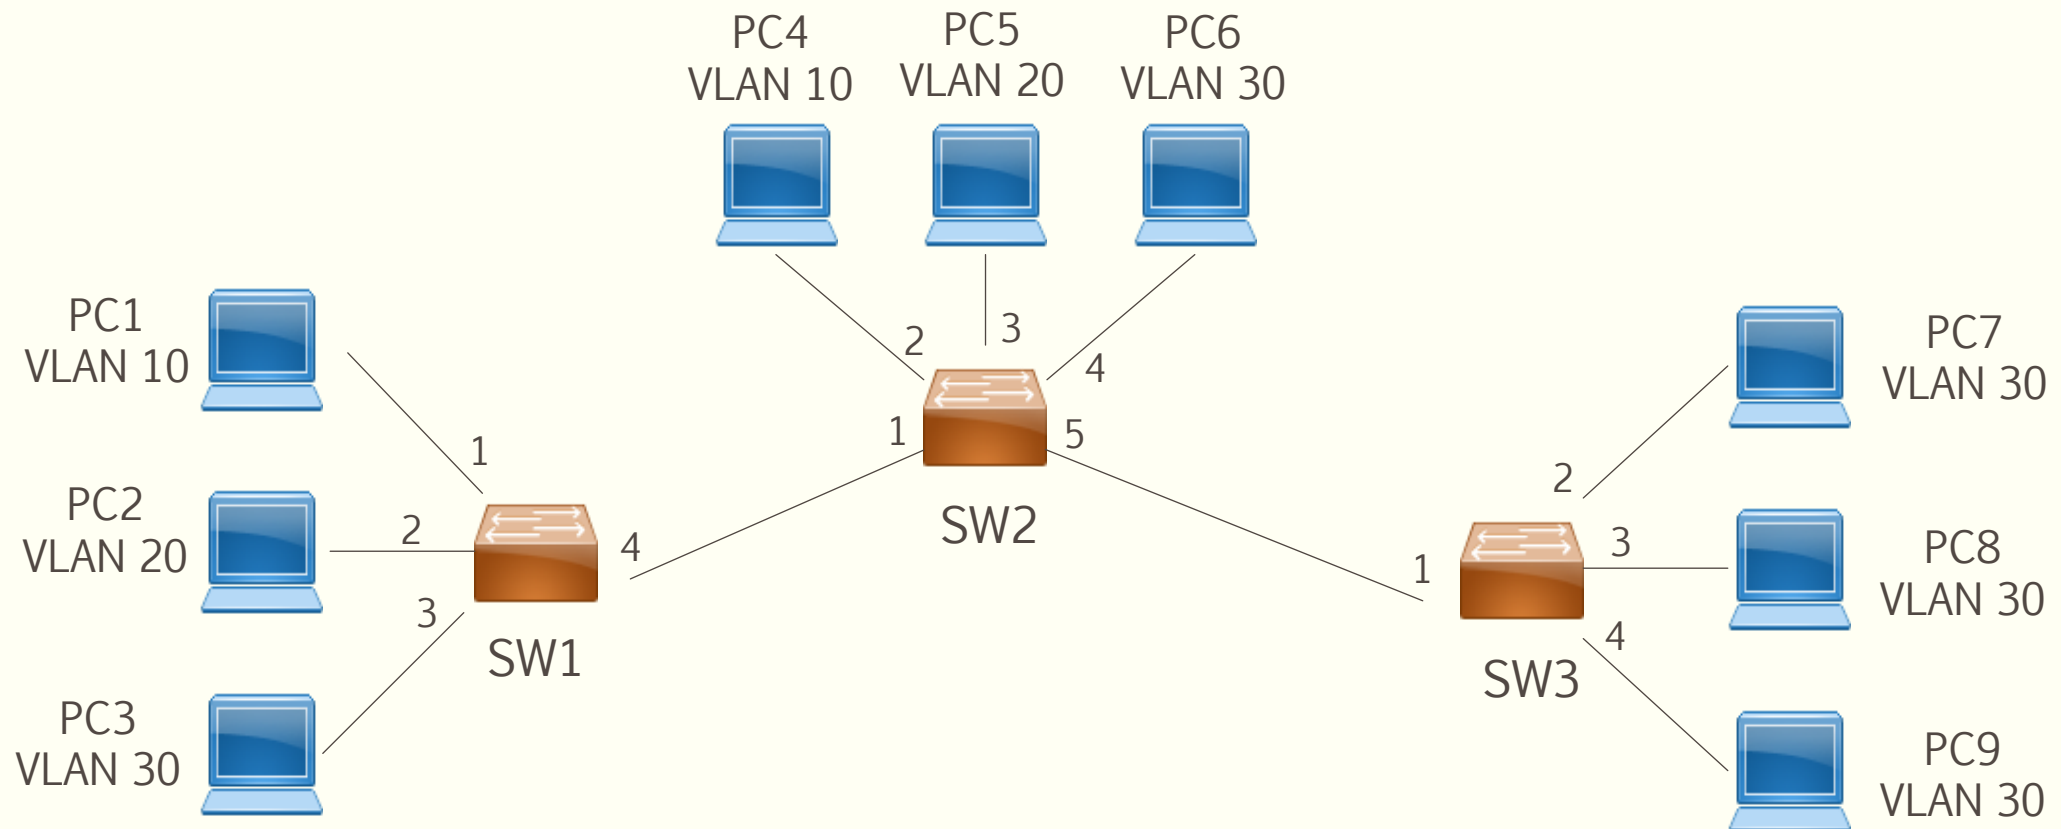 PC4
VLAN 10
PC5
VLAN 20
PC6
VLAN 30
PC1
VLAN 10
PC2
VLAN 20
PC3
VLAN 30
1
2
3
4
SW1
1
2
3
4
5
SW2
1
2
3
4
SW3
PC7
VLAN 30
PC8
VLAN 30
PC9
VLAN 30